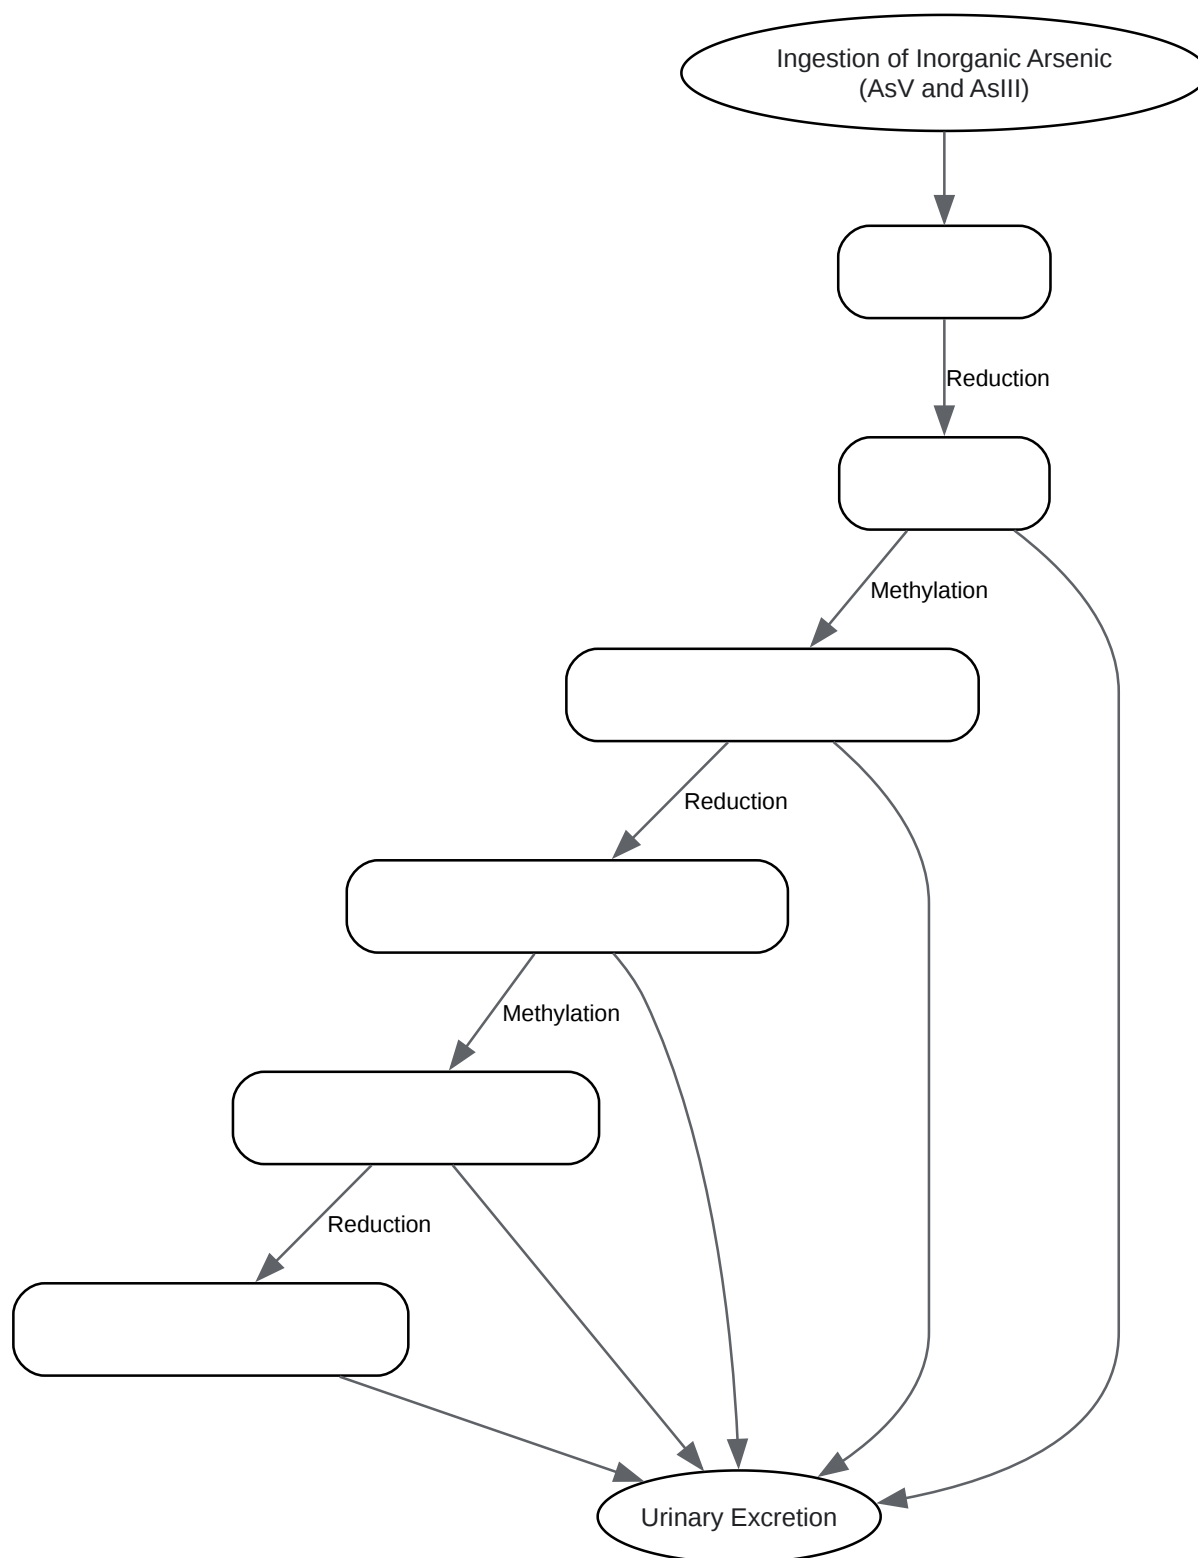 Ingestion of Inorganic Arsenic
(AsV and AsIII)
Reduction
Methylation
Reduction
Methylation
Reduction
Urinary Excretion